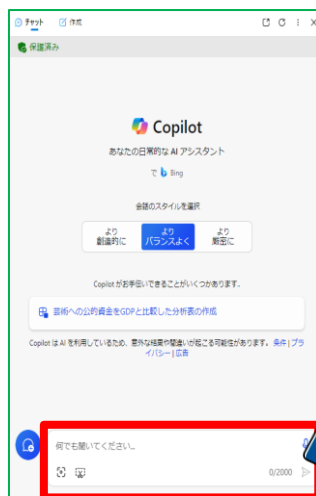 チャット 作成
保護済み
Copilot
あなたの日常的な AI アシスタント
で Bing
会話のスタイルを選択
より
創造的に
より
バランスよく
より
厳密に
Copilot がお手伝いできることがいくつかあります。
芸術への公的資金をGDPと比較した分析表の作成
Copilot は AI を利用しているため、意外な結果や間違いが起こる可能性があります。 条件 | プラ
イバシー | 広告
何でも聞いてください...
0/2000